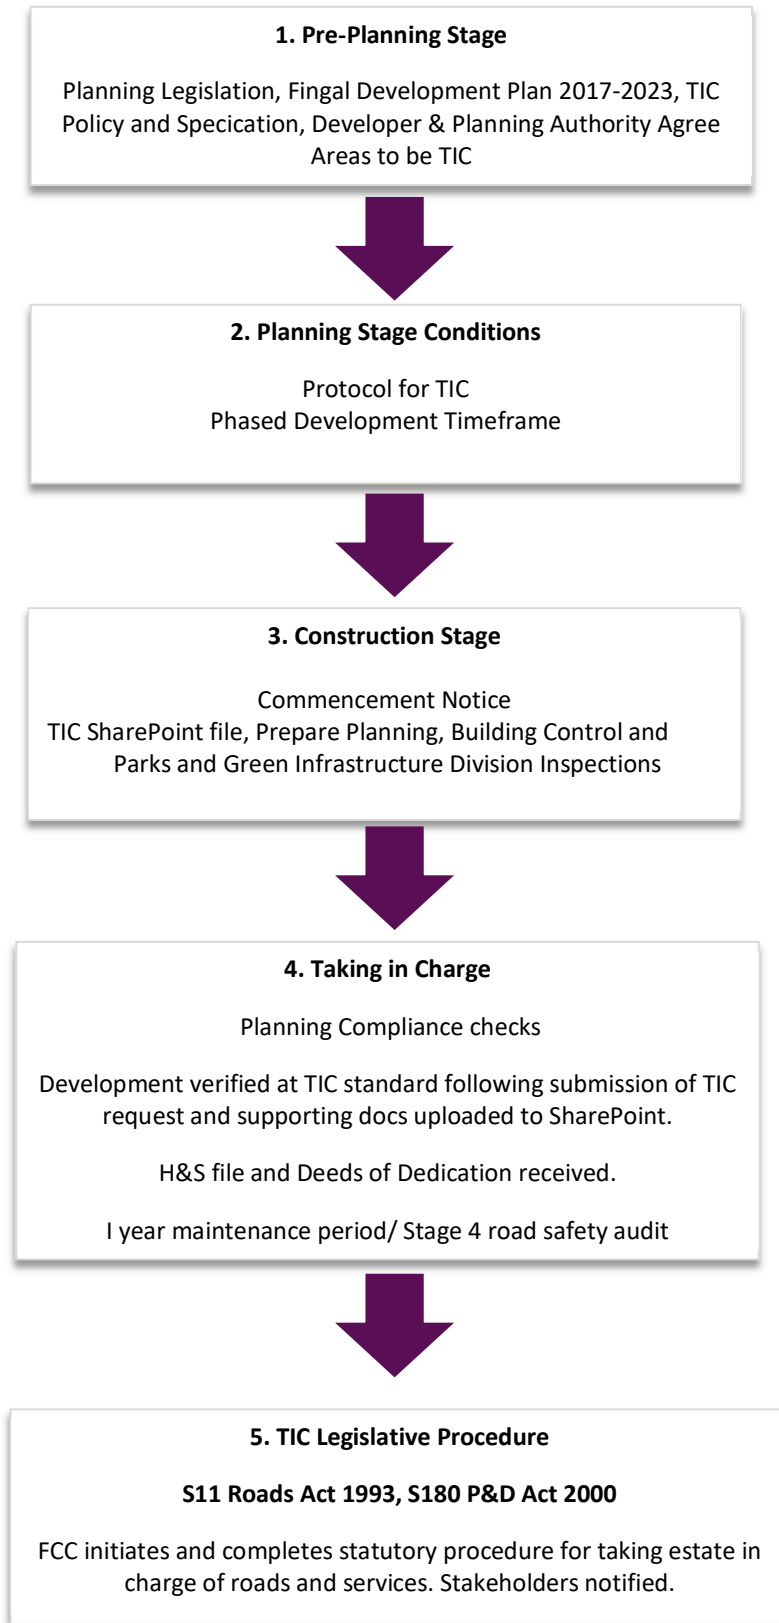 1. Pre-Planning Stage
Planning Legislation, Fingal Development Plan 2017-2023, TIC
Policy and Specication, Developer & Planning Authority Agree
Areas to be TIC
2. Planning Stage Conditions
Protocol for TIC
Phased Development Timeframe
3. Construction Stage
Commencement Notice
TIC SharePoint file, Prepare Planning, Building Control and
Parks and Green Infrastructure Division Inspections
4. Taking in Charge
Planning Compliance checks
Development verified at TIC standard following submission of TIC
request and supporting docs uploaded to SharePoint.
H&S file and Deeds of Dedication received.
I year maintenance period/ Stage 4 road safety audit
5. TIC Legislative Procedure
S11 Roads Act 1993, S180 P&D Act 2000
FCC initiates and completes statutory procedure for taking estate in
charge of roads and services. Stakeholders notified.